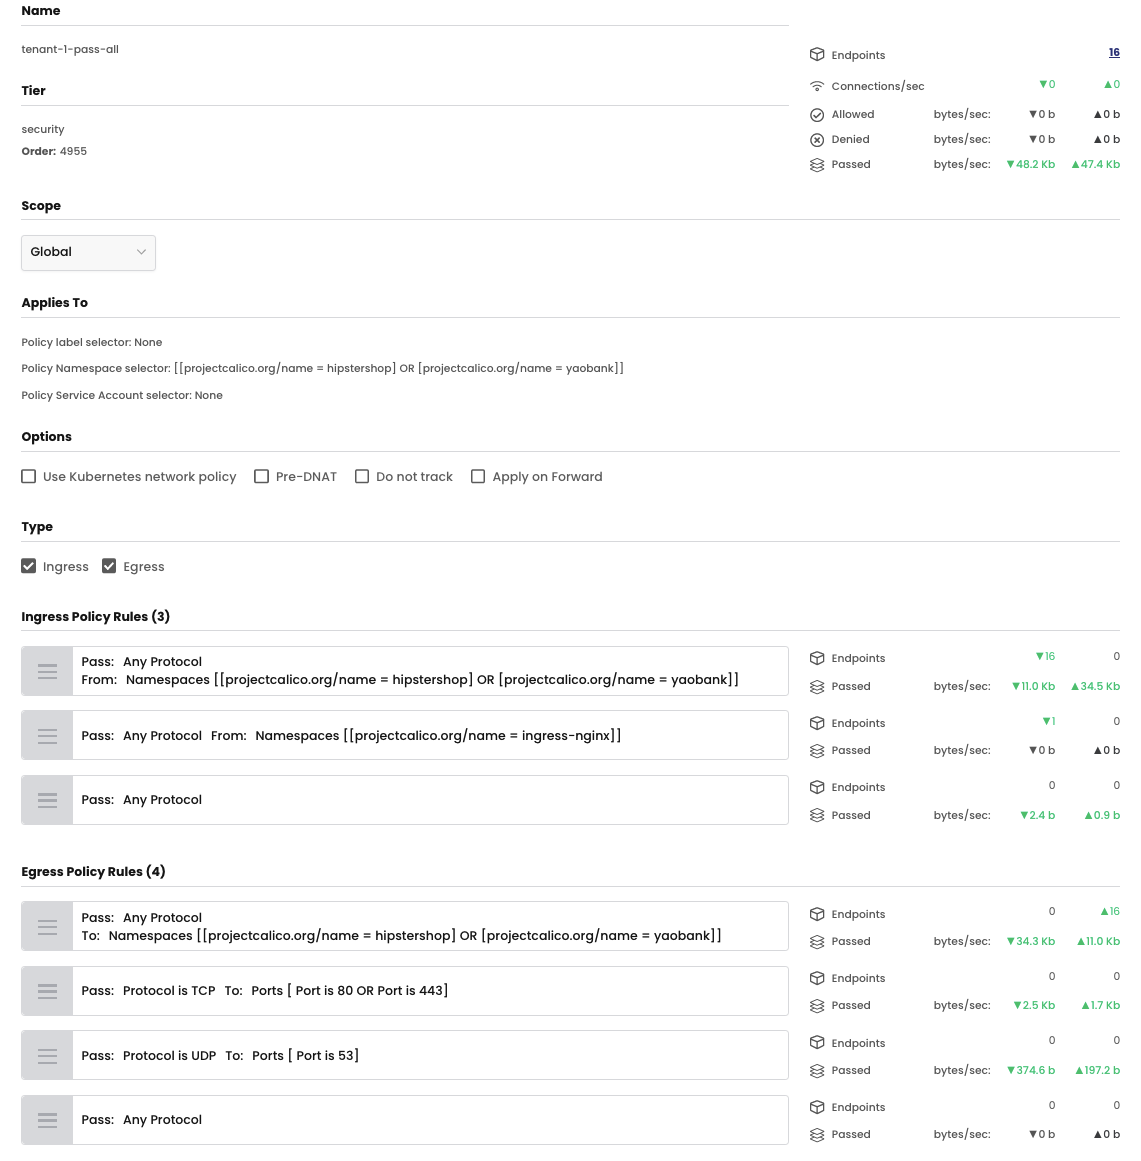 Name
tenant-1-pass-all
Endpoints 16
Tier
Connections/sec ▼0 ▲0
Allowed bytes/sec: ▼0 b ▲0 b
security
Denied bytes/sec: ▼0 b ▲0 b
Order: 4955
Passed bytes/sec: ▼48.2 Kb ▲47.4 Kb
Scope
Global
Applies To
Policy label selector: None
Policy Namespace selector: [[projectcalico.org/name = hipstershop] OR [projectcalico.org/name = yaobank]]
Policy Service Account selector: None
Options
Use Kubernetes network policy Pre-DNAT Do not track Apply on Forward
Type
Ingress Egress
Ingress Policy Rules (3)
Pass: Any Protocol
From: Namespaces [[projectcalico.org/name = hipstershop] OR [projectcalico.org/name = yaobank]]
Endpoints ▼16 0
Passed bytes/sec: ▼11.0 Kb ▲34.5 Kb
Pass: Any Protocol From: Namespaces [[projectcalico.org/name = ingress-nginx]]
Endpoints ▼1 0
Passed bytes/sec: ▼0 b ▲0 b
Pass: Any Protocol
Endpoints 0 0
Passed bytes/sec: ▼2.4 b ▲0.9 b
Egress Policy Rules (4)
Pass: Any Protocol
To: Namespaces [[projectcalico.org/name = hipstershop] OR [projectcalico.org/name = yaobank]]
Endpoints 0 ▲16
Passed bytes/sec: ▼34.3 Kb ▲11.0 Kb
Pass: Protocol is TCP To: Ports [ Port is 80 OR Port is 443]
Endpoints 0 0
Passed bytes/sec: ▼2.5 Kb ▲1.7 Kb
Pass: Protocol is UDP To: Ports [ Port is 53]
Endpoints 0 0
Passed bytes/sec: ▼374.6 b ▲197.2 b
Pass: Any Protocol
Endpoints 0 0
Passed bytes/sec: ▼0 b ▲0 b